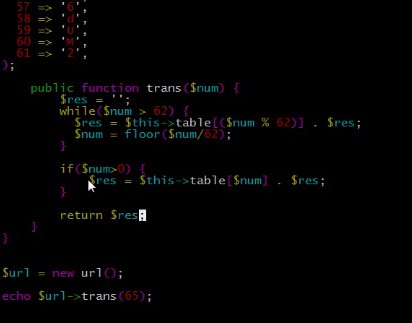 57 => '6',
58 => 'd',
59 => 'u',
60 => 'M',
61 => '2',
);
public function trans($num) {
$res = '';
while($num > 62) {
$res = $this->table[($num % 62)] . $res;
$num = floor($num/62);
}
if($num>0) {
$res = $this->table[$num] . $res;
}
return $res;
}
}
$url = new url();
echo $url->trans(65);